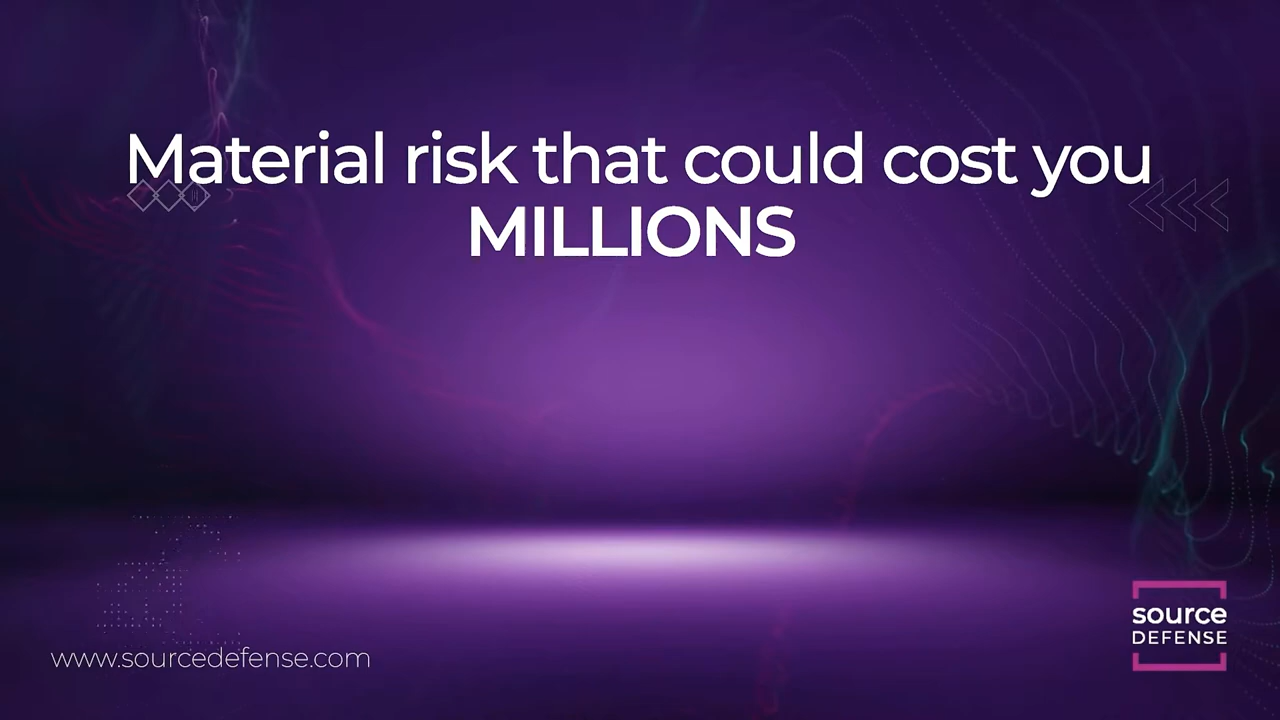 Material risk that could cost you
MILLIONS
www.sourcedefense.com
source
DEFENSE